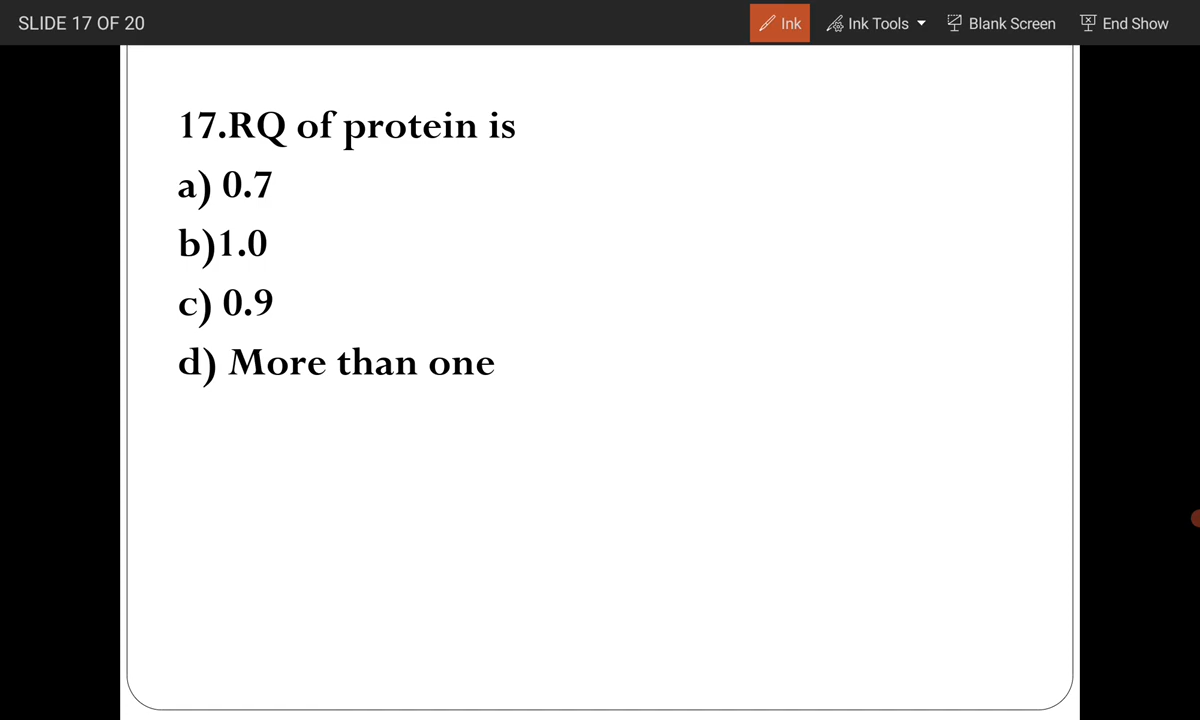 SLIDE 17 OF 20
Ink
Ink Tools
Blank Screen
End Show
17.RQ of protein is
a) 0.7
b)1.0
c) 0.9
d) More than one